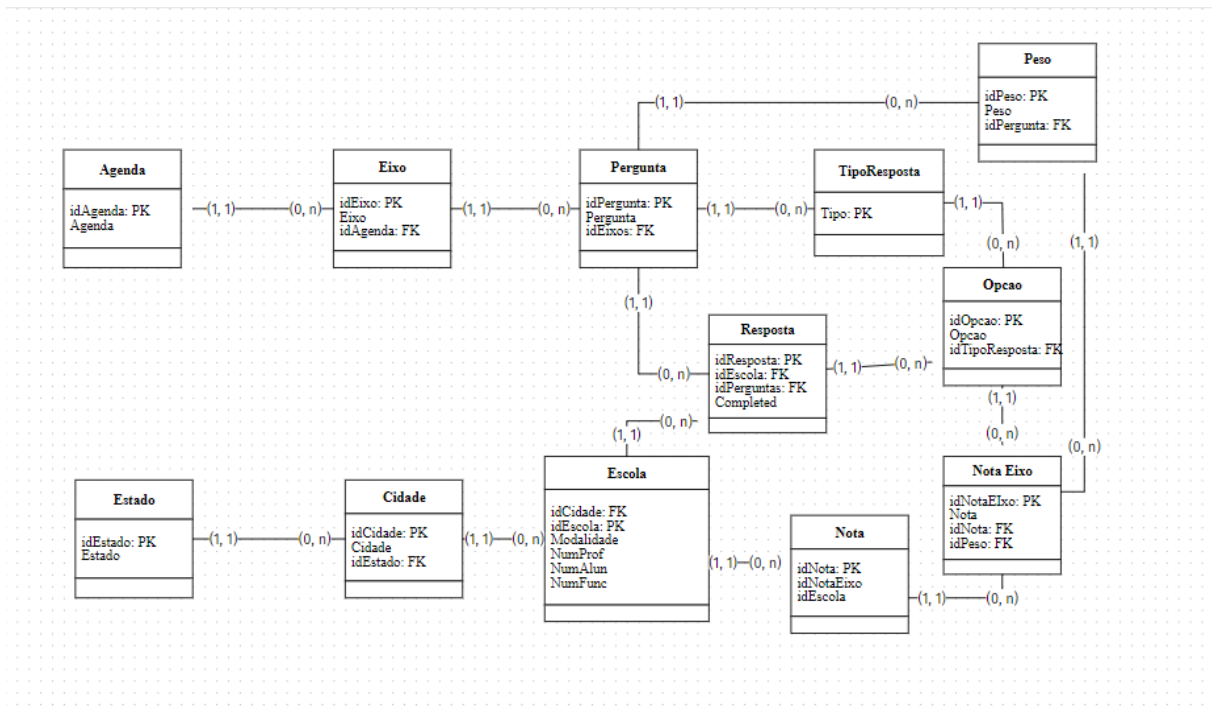 Peso
idPeso: PK
Peso
idPergunta: FK
(1, 1)
(0, n)
Agenda
idAgenda: PK
Agenda
(1, 1)
(0, n)
Eixo
idEixo: PK
Eixo
idAgenda: FK
(1, 1)
(0, n)
Pergunta
idPergunta: PK
Pergunta
idEixos: FK
(1, 1)
(0, n)
TipoResposta
Tipo: PK
(1, 1)
(0, n)
(1, 1)
Opcao
idOpcao: PK
Opcao
idTipoResposta: FK
(1, 1)
(0, n)
Resposta
idResposta: PK
idEscola: FK
idPerguntas: FK
Completed
(1, 1)
(0, n)
(1, 1)
(0, n)
(0, n)
(1, 1)
(0, n)
Estado
idEstado: PK
Estado
(1, 1)
(0, n)
Cidade
idCidade: PK
Cidade
idEstado: FK
(1, 1)
(0, n)
Escola
idCidade: FK
idEscola: PK
Modalidade
NumProf
NumAlun
NumFunc
(1, 1)
(0, n)
Nota
idNota: PK
idNotaEixo
idEscola
(1, 1)
(0, n)
Nota Eixo
idNotaEIxo: PK
Nota
idNota: FK
idPeso: FK